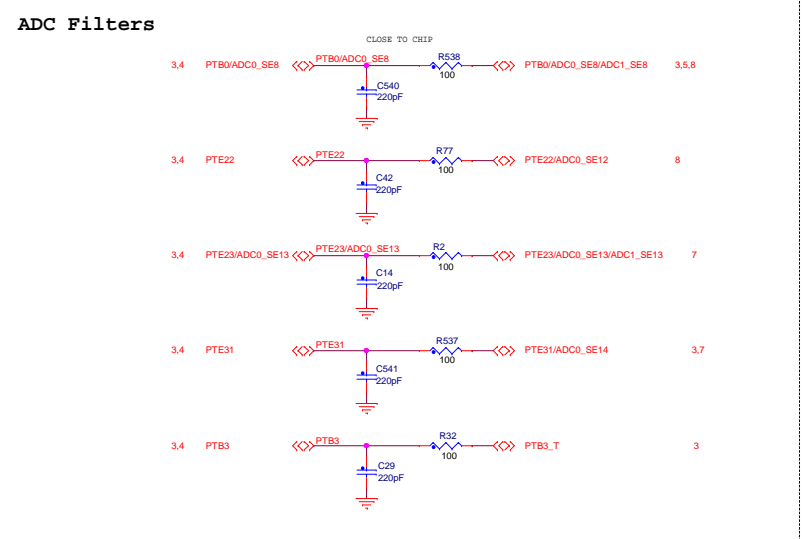 ADC Filters
CLOSE TO CHIP
3,4 PTB0/ADC0_SE8 PTB0/ADC0_SE8 R538 PTB0/ADC0_SE8/ADC1_SE8 3,5,8
100
C540
220pF
3,4 PTE22 PTE22 R77 PTE22/ADC0_SE12 8
100
C42
220pF
3,4 PTE23/ADC0_SE13 PTE23/ADC0_SE13 R2 PTE23/ADC0_SE13/ADC1_SE13 7
100
C14
220pF
3,4 PTE31 PTE31 R537 PTE31/ADC0_SE14 3,7
100
C541
220pF
3,4 PTB3 PTB3 R32 PTB3_T 3
100
C29
220pF